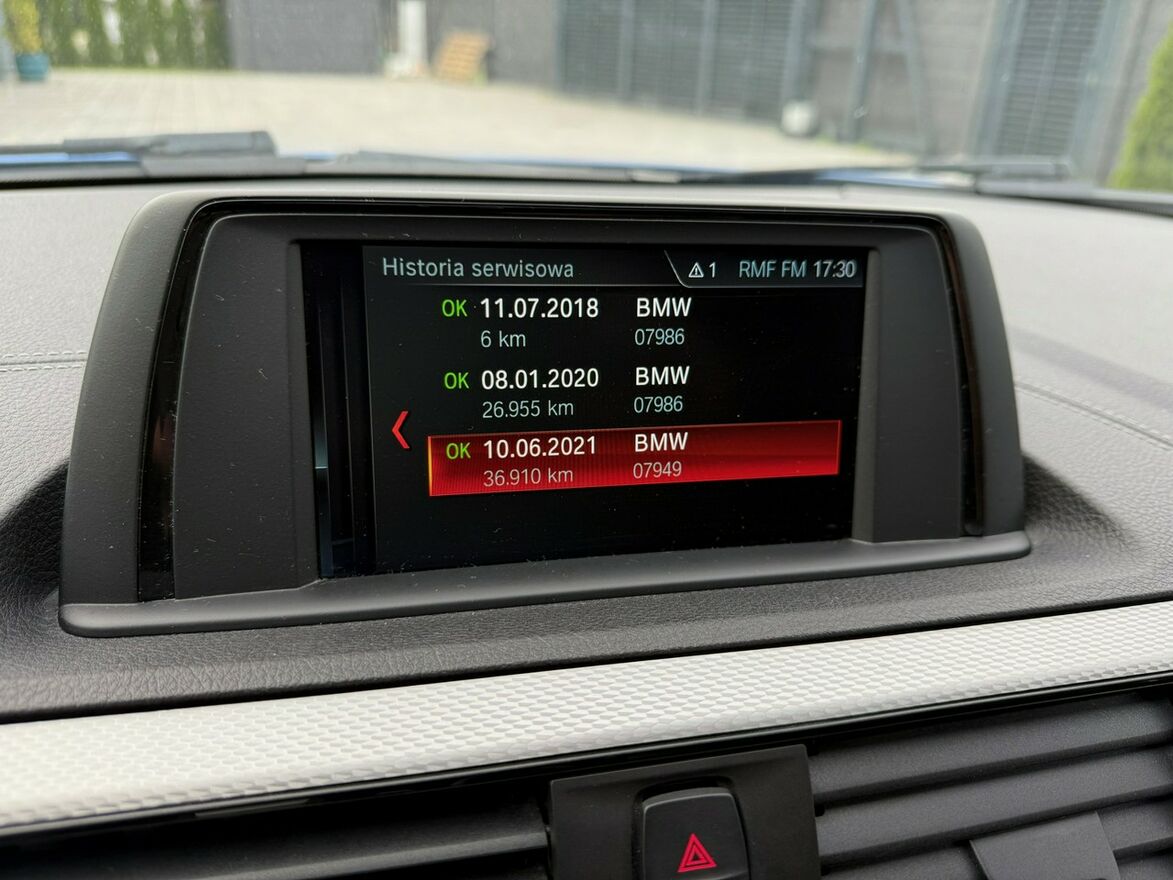 Historia serwisowa ⚠ 1 RMF FM 17:30
OK 11.07.2018 BMW
6 km 07986
OK 08.01.2020 BMW
26.955 km 07986
OK 10.06.2021 BMW
36.910 km 07949